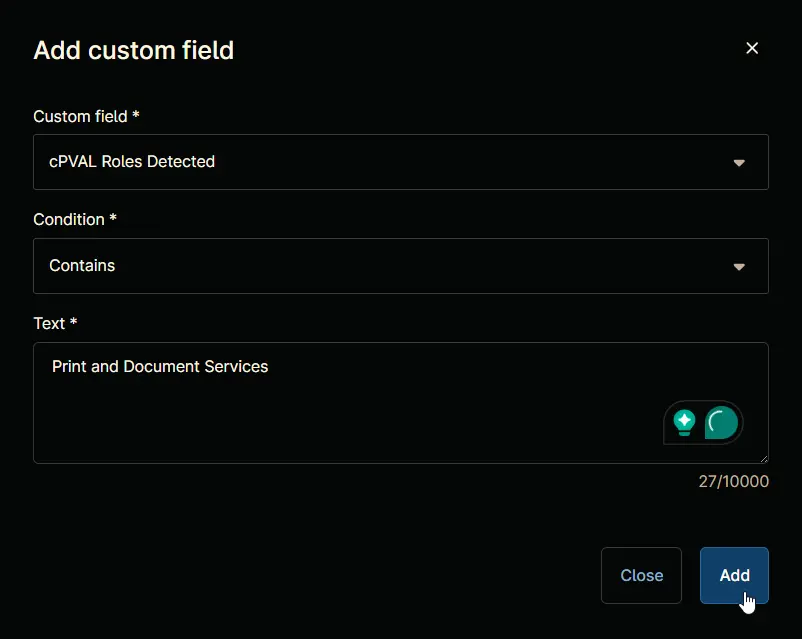 Add custom field
Custom field *
cPVAL Roles Detected
Condition *
Contains
Text *
Print and Document Services
27/10000
Close
Add